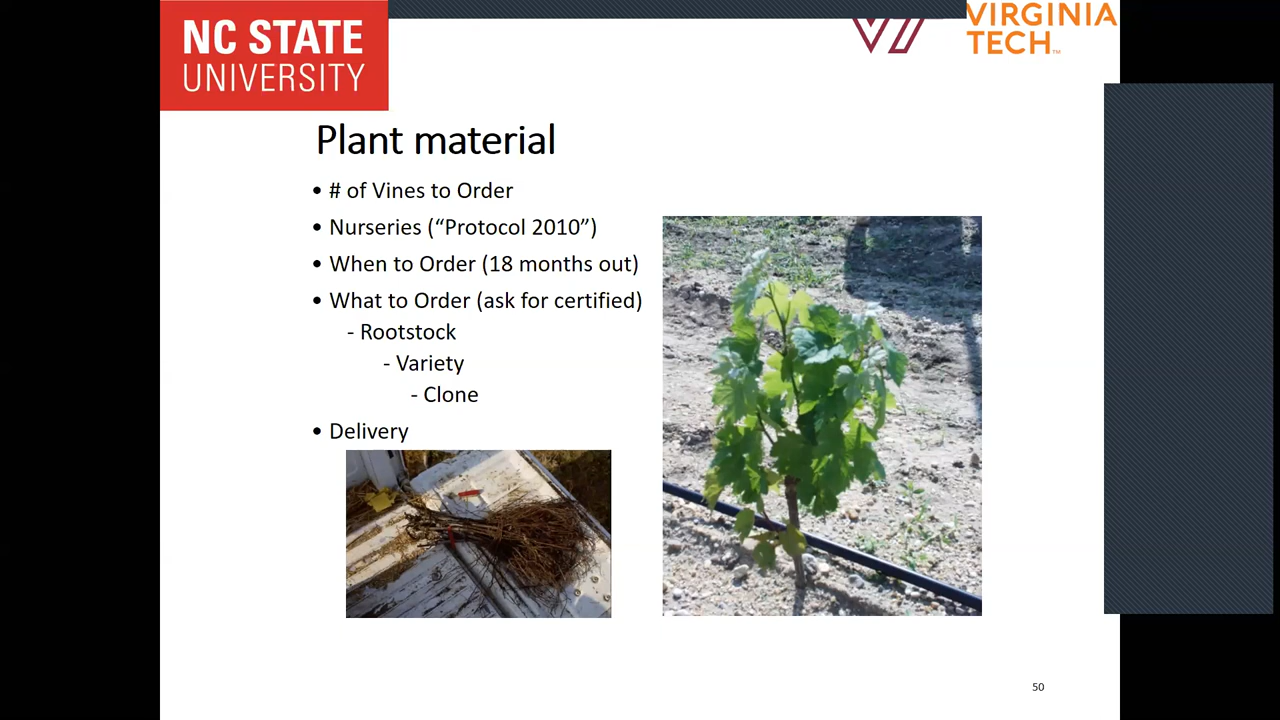 NC STATE
UNIVERSITY
VIRGINIA
TECH™
Plant material
• # of Vines to Order
• Nurseries (“Protocol 2010”)
• When to Order (18 months out)
• What to Order (ask for certified)
- Rootstock
- Variety
- Clone
• Delivery
50